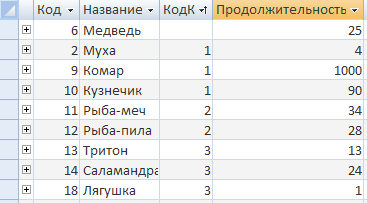 Код Название КодК Продолжительность
6 Медведь 25
2 Муха 1 4
9 Комар 1 1000
10 Кузнечик 1 90
11 Рыба-меч 2 34
12 Рыба-пила 2 28
13 Тритон 3 13
14 Саламандра 3 24
18 Лягушка 3 1